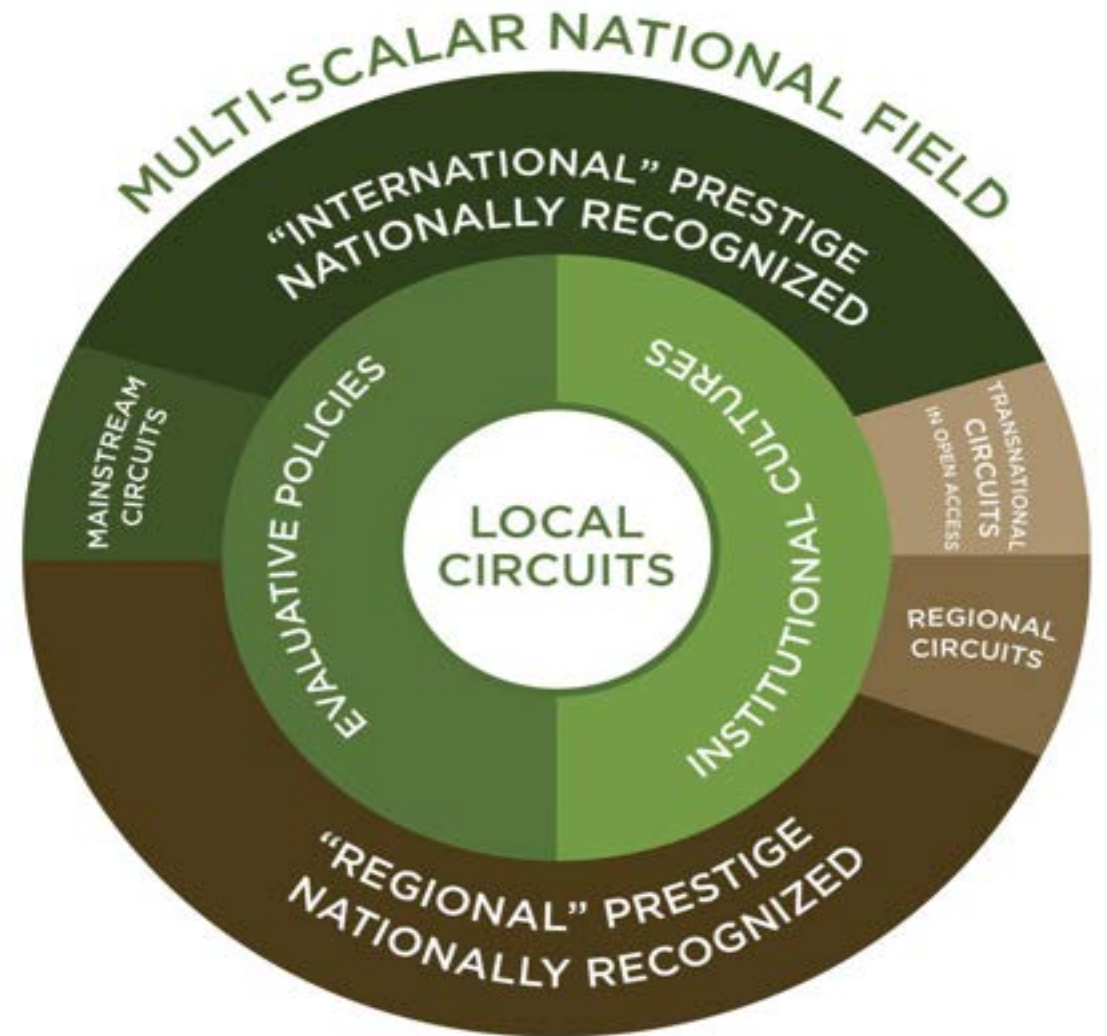 MULTI-SCALAR NATIONAL FIELD
“INTERNATIONAL” PRESTIGE
NATIONALLY RECOGNIZED
MAINSTREAM
CIRCUITS
EVALUATIVE POLICIES
LOCAL
CIRCUITS
INSTITUTIONAL CULTURES
TRANSNATIONAL
CIRCUITS
IN OPEN ACCESS
REGIONAL
CIRCUITS
“REGIONAL” PRESTIGE
NATIONALLY RECOGNIZED